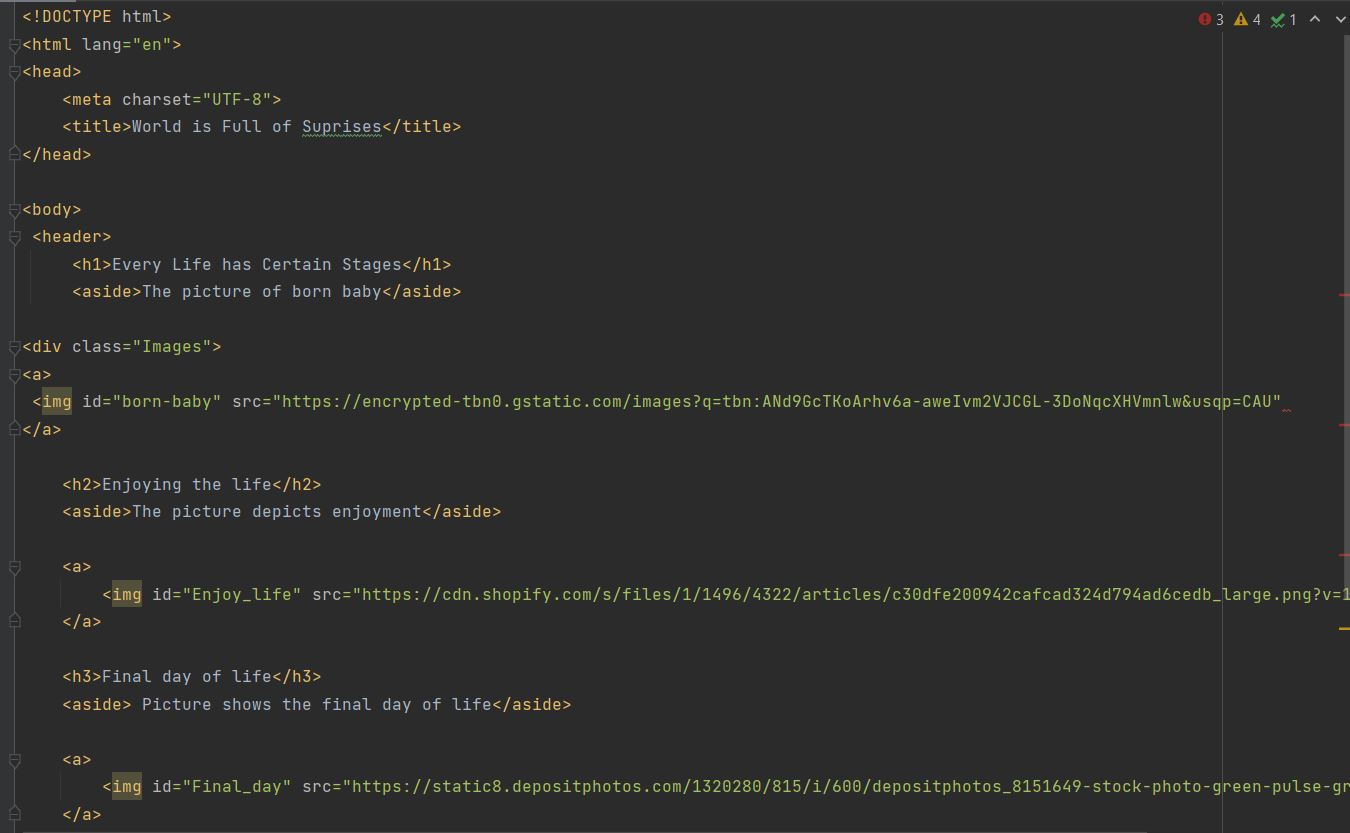 <!DOCTYPE html>
3 4 1
<html lang="en">
<head>
<meta charset="UTF-8">
<title>World is Full of Suprises</title>
</head>
<body>
<header>
<h1>Every Life has Certain Stages</h1>
<aside>The picture of born baby</aside>
<div class="Images">
<a>
<img id="born-baby" src="https://encrypted-tbn0.gstatic.com/images?q=tbn:ANd9GcTKoArhv6a-aweIvm2VJCGL-3DoNqcXHVmnlw&usqp=CAU"
</a>
<h2>Enjoying the life</h2>
<aside>The picture depicts enjoyment</aside>
<a>
<img id="Enjoy_life" src="https://cdn.shopify.com/s/files/1/1496/4322/articles/c30dfe200942cafcad324d794ad6cedb_large.png?v=1
</a>
<h3>Final day of life</h3>
<aside> Picture shows the final day of life</aside>
<a>
<img id="Final_day" src="https://static8.depositphotos.com/1320280/815/i/600/depositphotos_8151649-stock-photo-green-pulse-gr
</a>